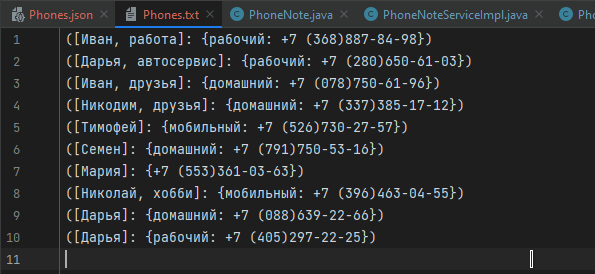 Phones.json Phones.txt PhoneNote.java PhoneNoteServiceImpl.java
1 ([Иван, работа]: {рабочий: +7 (368)887-84-98})
2 ([Дарья, автосервис]: {рабочий: +7 (280)650-61-03})
3 ([Иван, друзья]: {домашний: +7 (078)750-61-96})
4 ([Никодим, друзья]: {домашний: +7 (337)385-17-12})
5 ([Тимофей]: {мобильный: +7 (526)730-27-57})
6 ([Семен]: {домашний: +7 (791)750-53-16})
7 ([Мария]: {+7 (553)361-03-63})
8 ([Николай, хобби]: {мобильный: +7 (396)463-04-55})
9 ([Дарья]: {домашний: +7 (088)639-22-66})
10 ([Дарья]: {рабочий: +7 (405)297-22-25})
11